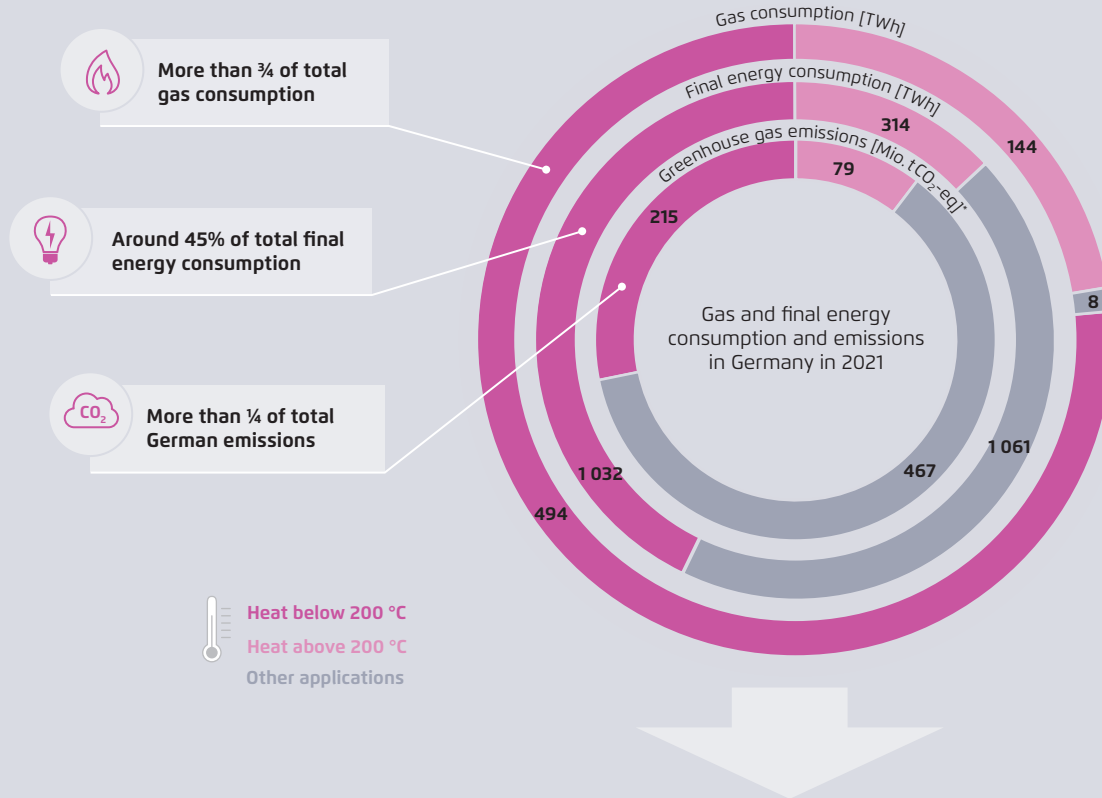 Gas consumption [TWh]
More than ¾ of total
gas consumption
Final energy consumption [TWh]
314
144
Greenhouse gas emissions [Mio. t CO₂-eq]*
79
215
Around 45% of total final
energy consumption
8
Gas and final energy
consumption and emissions
in Germany in 2021
CO₂
More than ¼ of total
German emissions
1 061
467
1 032
494
Heat below 200 °C
Heat above 200 °C
Other applications